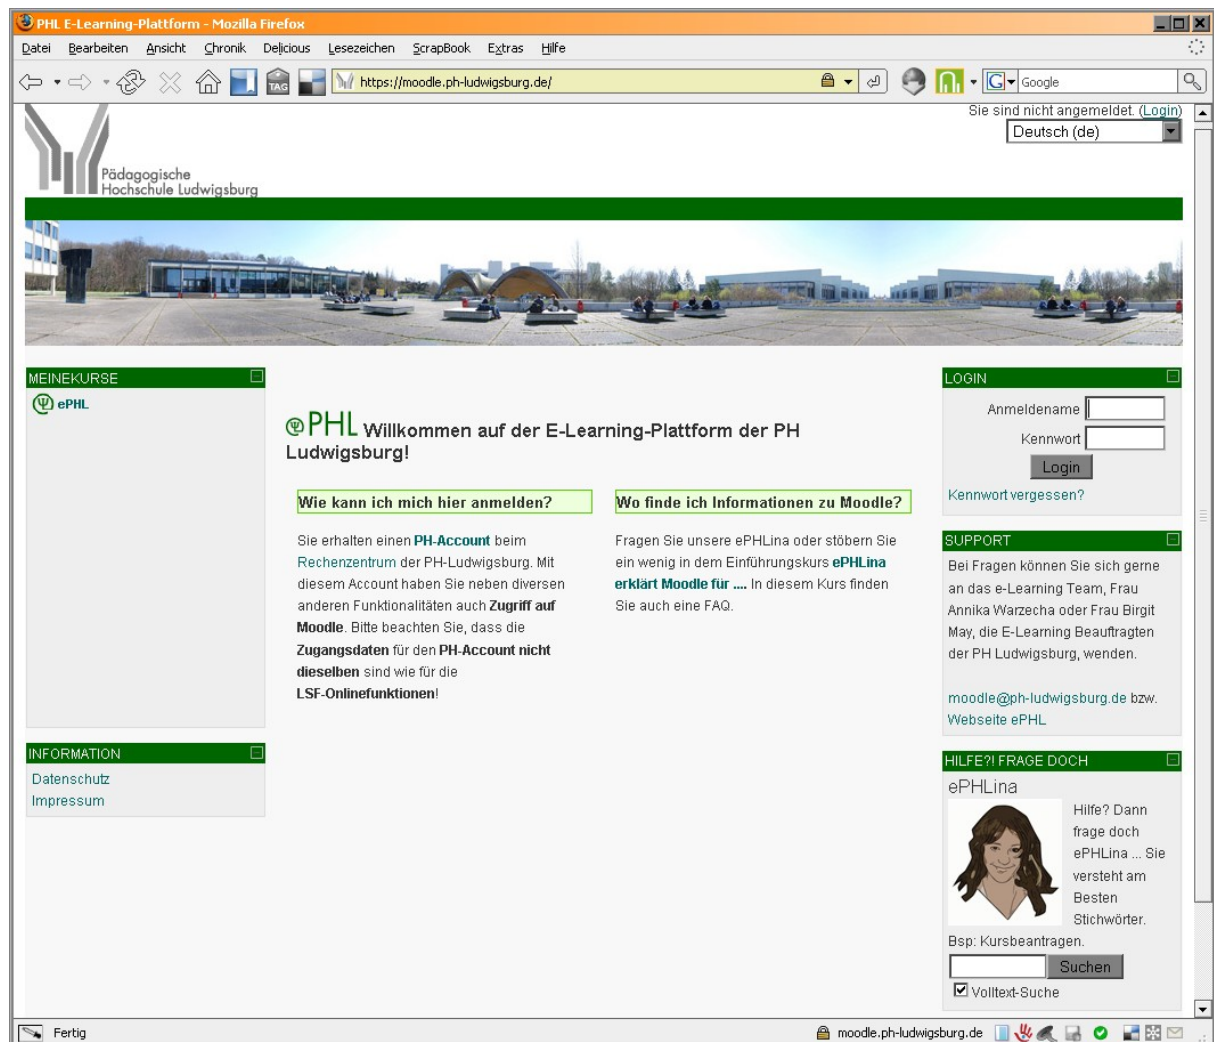 PHL E-Learning-Plattform - Mozilla Firefox
Datei Bearbeiten Ansicht Chronik Delicious Lesezeichen ScrapBook Extras Hilfe
TAG https://moodle.ph-ludwigsburg.de/ G Google
Sie sind nicht angemeldet. (Login)
Deutsch (de)
Pädagogische
Hochschule Ludwigsburg
MEINEKURSE
ePHL
@PHL Willkommen auf der E-Learning-Plattform der PH
Ludwigsburg!
Wie kann ich mich hier anmelden?
Sie erhalten einen PH-Account beim
Rechenzentrum der PH-Ludwigsburg. Mit
diesem Account haben Sie neben diversen
anderen Funktionalitäten auch Zugriff auf
Moodle. Bitte beachten Sie, dass die
Zugangsdaten für den PH-Account nicht
dieselben sind wie für die
LSF-Onlinefunktionen!
Wo finde ich Informationen zu Moodle?
Fragen Sie unsere ePHLina oder stöbern Sie
ein wenig in dem Einführungskurs ePHLina
erklärt Moodle für .... In diesem Kurs finden
Sie auch eine FAQ.
INFORMATION
Datenschutz
Impressum
LOGIN
Anmeldename
Kennwort
Login
Kennwort vergessen?
SUPPORT
Bei Fragen können Sie sich gerne
an das e-Learning Team, Frau
Annika Warzecha oder Frau Birgit
May, die E-Learning Beauftragten
der PH Ludwigsburg, wenden.
moodle@ph-ludwigsburg.de bzw.
Webseite ePHL
HILFE?! FRAGE DOCH
ePHLina
Hilfe? Dann
frage doch
ePHLina ... Sie
versteht am
Besten
Stichwörter.
Bsp: Kursbeantragen.
Suchen
Volltext-Suche
Fertig
moodle.ph-ludwigsburg.de